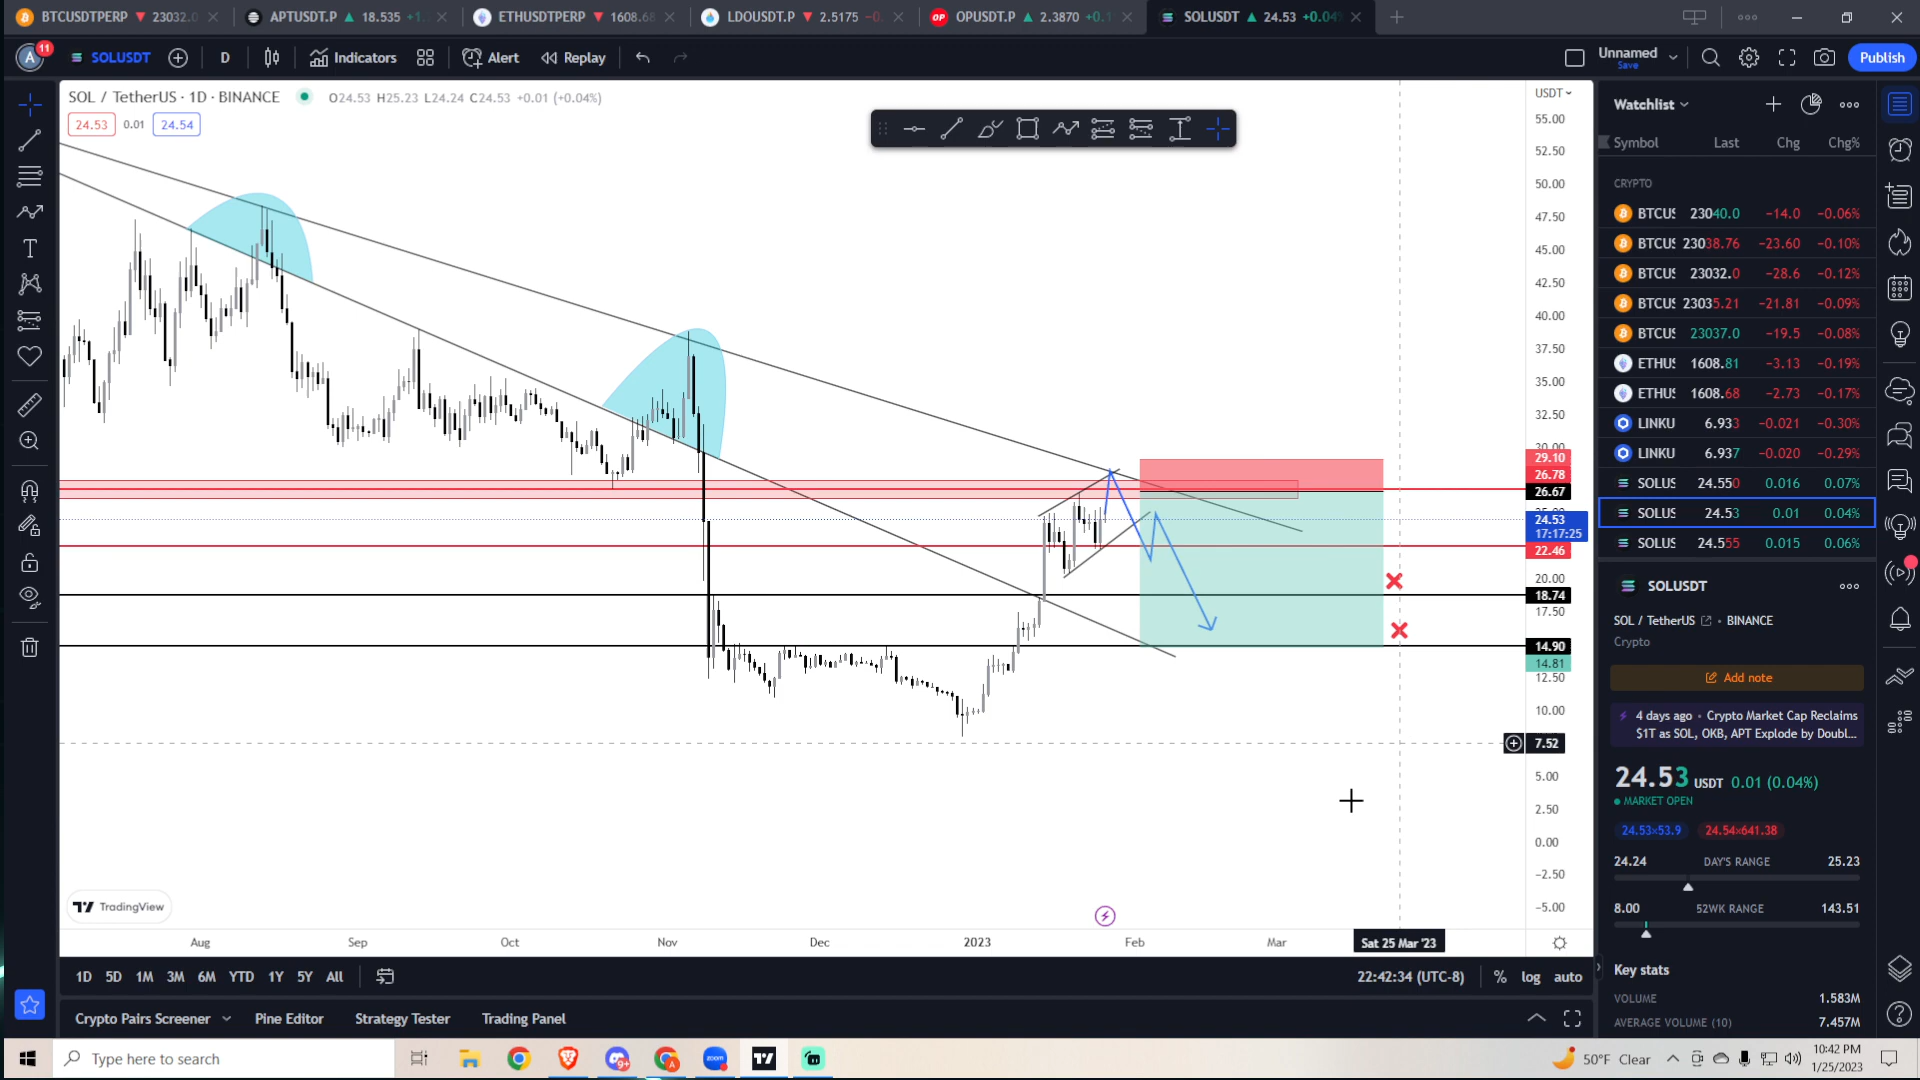 BTCUSDTPERP ▼ 23032.0
APTUSDT.P ▲ 18.535 +1.
ETHUSDTPERP ▼ 1608.68
LDOUSDT.P ▼ 2.5175 −0.
OPUSDT.P ▲ 2.3870 +0.1
SOLUSDT ▲ 24.53 +0.04
A 11 SOLUSDT D Indicators Alert Replay
Unnamed
Save
Publish
SOL / TetherUS · 1D · BINANCE O24.53 H25.23 L24.24 C24.53 +0.01 (+0.04%)
24.53 0.01 24.54
USDT
55.00
52.50
50.00
47.50
45.00
42.50
40.00
37.50
35.00
32.50
30.00
29.10
26.78
26.67
24.53
17:17:25
22.46
20.00
18.74
17.50
14.90
14.81
12.50
10.00
7.52
5.00
2.50
0.00
−2.50
−5.00
TradingView
Aug Sep Oct Nov Dec 2023 Feb Mar Sat 25 Mar '23
1D 5D 1M 3M 6M YTD 1Y 5Y All
22:42:34 (UTC-8) % log auto
Crypto Pairs Screener Pine Editor Strategy Tester Trading Panel
Watchlist
Symbol Last Chg Chg%
CRYPTO
BTCUS 23040.0 −14.0 −0.06%
BTCUS 23038.76 −23.60 −0.10%
BTCUS 23032.0 −28.6 −0.12%
BTCUS 23035.21 −21.81 −0.09%
BTCUS 23037.0 −19.5 −0.08%
ETHUS 1608.81 −3.13 −0.19%
ETHUS 1608.68 −2.73 −0.17%
LINKU 6.933 −0.021 −0.30%
LINKU 6.937 −0.020 −0.29%
SOLUS 24.550 0.016 0.07%
SOLUS 24.53 0.01 0.04%
SOLUS 24.555 0.015 0.06%
SOLUSDT
SOL / TetherUS • BINANCE
Crypto
Add note
4 days ago • Crypto Market Cap Reclaims
$1T as SOL, OKB, APT Explode by Doubl...
24.53 USDT 0.01 (0.04%)
MARKET OPEN
24.53×53.9 24.54×641.38
24.24 DAY'S RANGE 25.23
8.00 52WK RANGE 143.51
Key stats
VOLUME 1.583M
AVERAGE VOLUME (10) 7.457M
Type here to search
50°F Clear
10:42 PM
1/25/2023